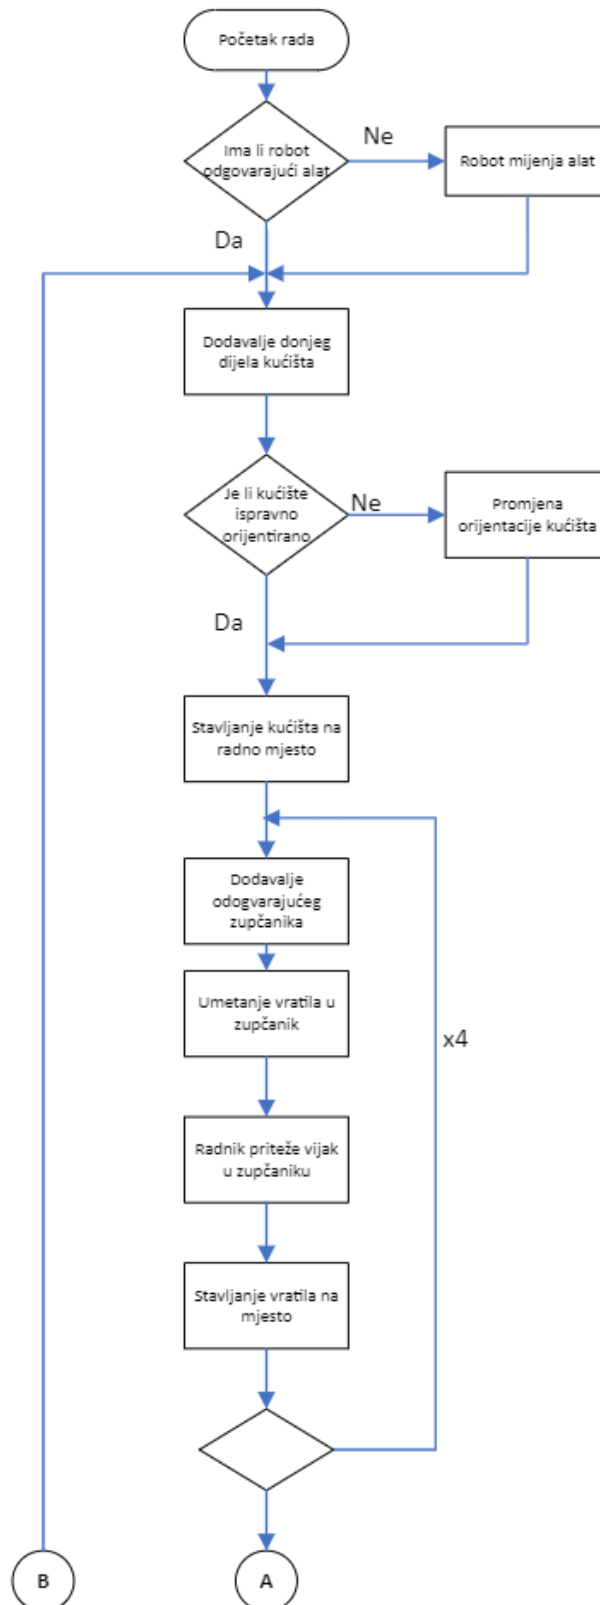 Početak rada
Ima li robot
odgovarajući alat
Ne
Robot mijenja alat
Da
Dodavalje donjeg
dijela kućišta
Je li kućište
ispravno
orijentirano
Ne
Promjena
orijentacije kućišta
Da
Stavljanje kućišta na
radno mjesto
Dodavalje
odogvarajućeg
zupčanika
Umetanje vratila u
zupčanik
x4
Radnik priteže vijak
u zupčaniku
Stavljanje vratila na
mjesto
B
A